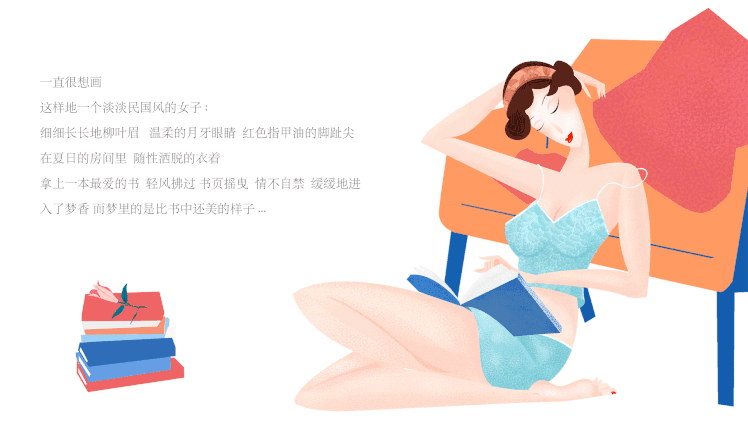 一直很想画
这样地一个淡淡民国风的女子：
细细长长地柳叶眉 温柔的月牙眼睛 红色指甲油的脚趾尖
在夏日的房间里 随性洒脱的衣着
拿上一本最爱的书 轻风拂过 书页摇曳 情不自禁 缓缓地进
入了梦香 而梦里的是比书中还美的样子 ...